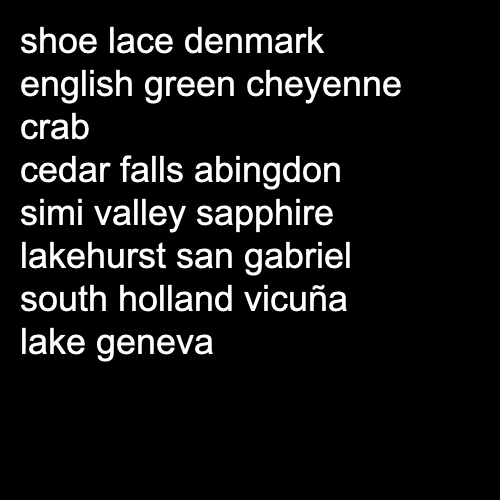 shoe lace denmark
english green cheyenne
crab
cedar falls abingdon
simi valley sapphire
lakehurst san gabriel
south holland vicuña
lake geneva